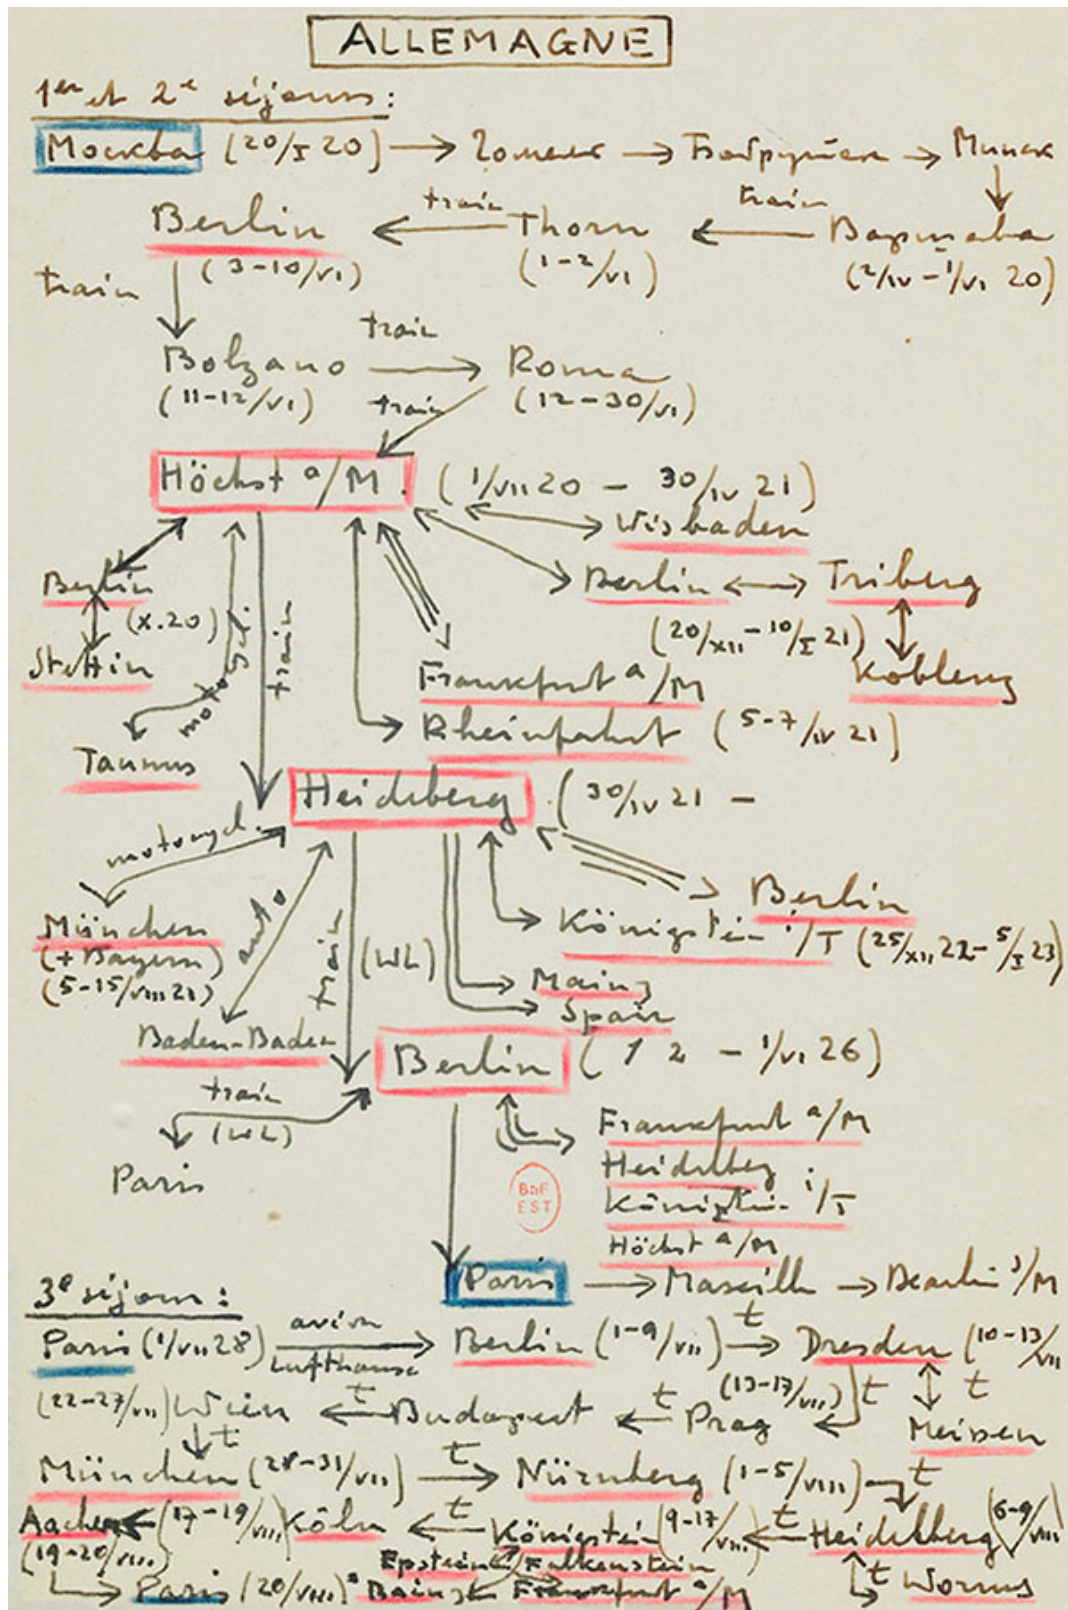 ALLEMAGNE
1er et 2e séjours :
Москва (20/I 20) → Гомель → Бобруйск → Минск
Berlin ← train Thorn ← train Варшава
(3-10/VI) (1-2/VI) (2/IV - 1/VI 20)
train
train
Bolzano → Roma
(11-12/VI) train (12-30/VI)
Höchst a/M. (1/VII 20 - 30/IV 21)
Wisbaden
Berlin Berlin ↔ Triberg
(X.20) (20/XII - 10/I 21)
Stettin train Frankfurt a/M Koblenz
Rheinfahrt (5-7/IV 21)
Taunus
Heidelberg (30/IV 21 -
motocycl.
Berlin
München auto train (WL) Königstein i/T (25/XII 22 - 5/I 23)
(+ Bayern)
(5-15/VIII 21) Mainz
Baden-Baden
Berlin ( 2 - 1/VI 26)
train
(WL) Frankfurt a/M
Paris Heidelberg
BnF
EST
Königstein i/T
Höchst a/M
Paris → Marseille →
3e séjour :
Paris (1/VII 28) avion → Berlin (1-9/VII) t → Dresden (10-13/VII
Lufthansa
(13-17/VII) t t
(22-27/VII) Wien ← t Budapest ← t Prag Meissen
t
München (28-31/VII) t → Nürnberg (1-5/VIII) t
Aachen ← (17-19/VIII) Köln ← t Königstein (9-17/VIII) ← t Heidelberg (6-9/VIII)
(19-20/VIII) Epstein Falkenstein
→ Paris (20/VIII) Frankfurt a/M t Worms